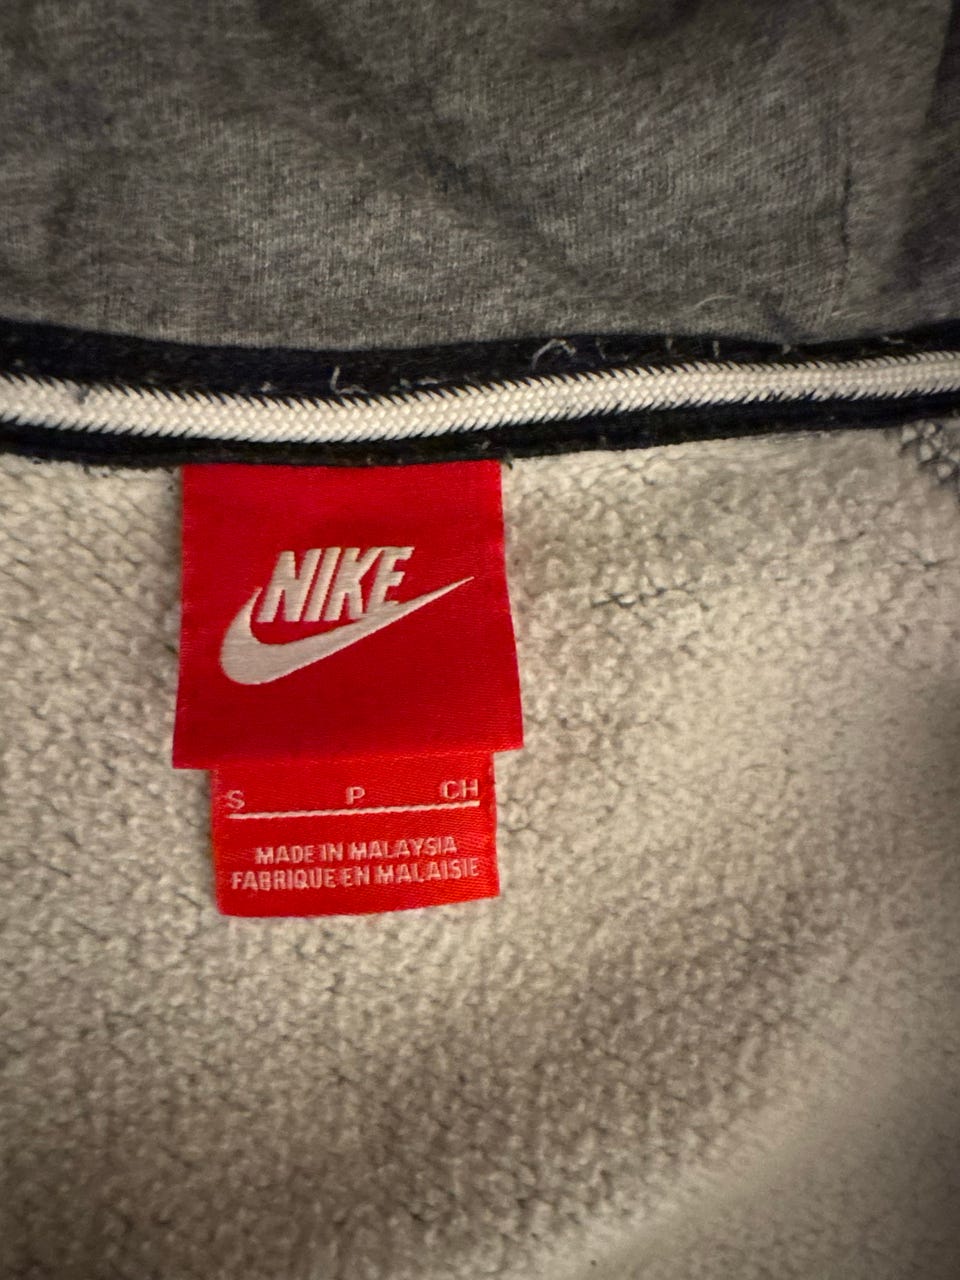 NIKE
S P CH
MADE IN MALAYSIA
FABRIQUE EN MALAISIE